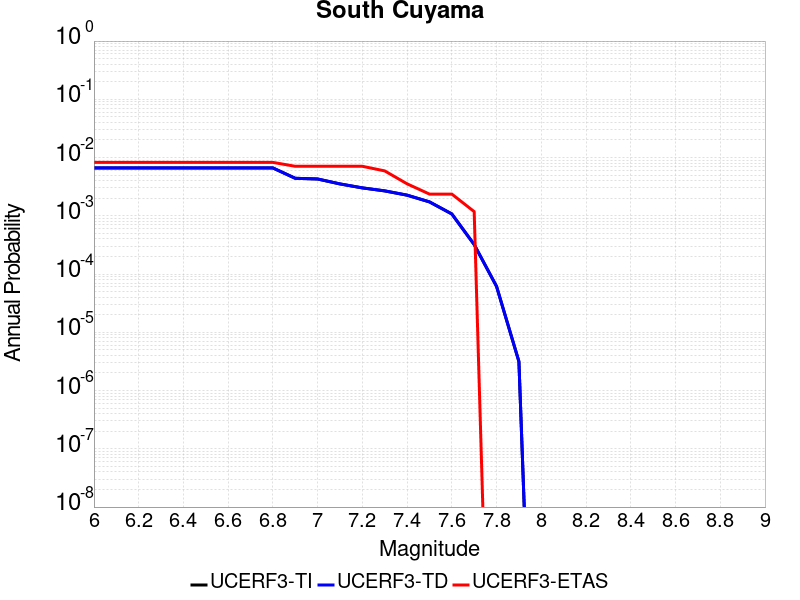 South Cuyama
10^0
10^-1
10^-2
10^-3
10^-4
10^-5
10^-6
10^-7
10^-8
Annual Probability
6 6.2 6.4 6.6 6.8 7 7.2 7.4 7.6 7.8 8 8.2 8.4 8.6 8.8 9
Magnitude
UCERF3-TI UCERF3-TD UCERF3-ETAS